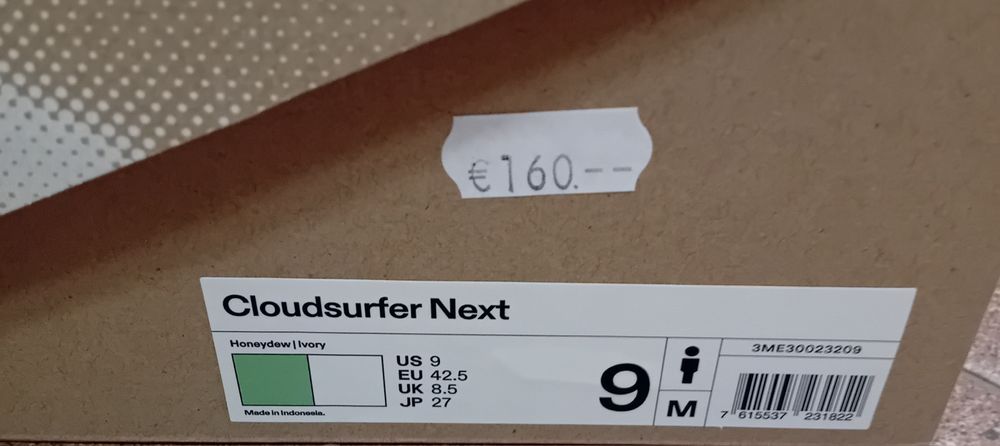 €160.--
Cloudsurfer Next
Honeydew | Ivory
US 9
EU 42.5
UK 8.5
JP 27
Made in Indonesia.
9
M
3ME30023209
7 615537 231822